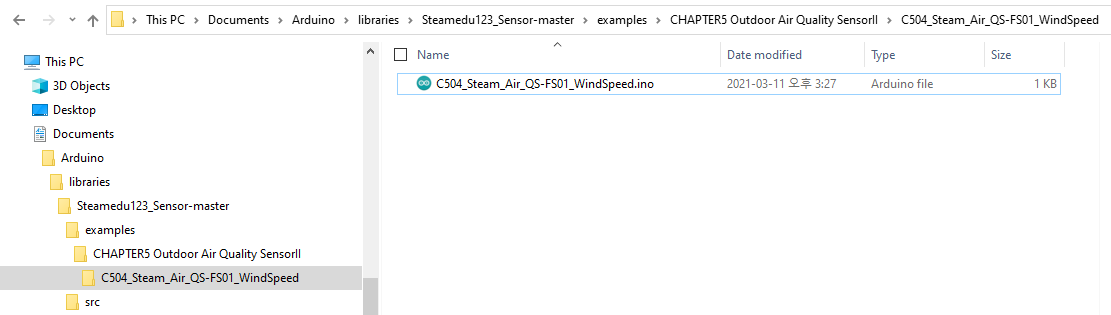 This PC > Documents > Arduino > libraries > Steamedu123_Sensor-master > examples > CHAPTER5 Outdoor Air Quality SensorII > C504_Steam_Air_QS-FS01_WindSpeed
This PC
3D Objects
Desktop
Documents
Arduino
libraries
Steamedu123_Sensor-master
examples
CHAPTER5 Outdoor Air Quality SensorII
C504_Steam_Air_QS-FS01_WindSpeed
src
Name Date modified Type Size
C504_Steam_Air_QS-FS01_WindSpeed.ino 2021-03-11 오후 3:27 Arduino file 1 KB